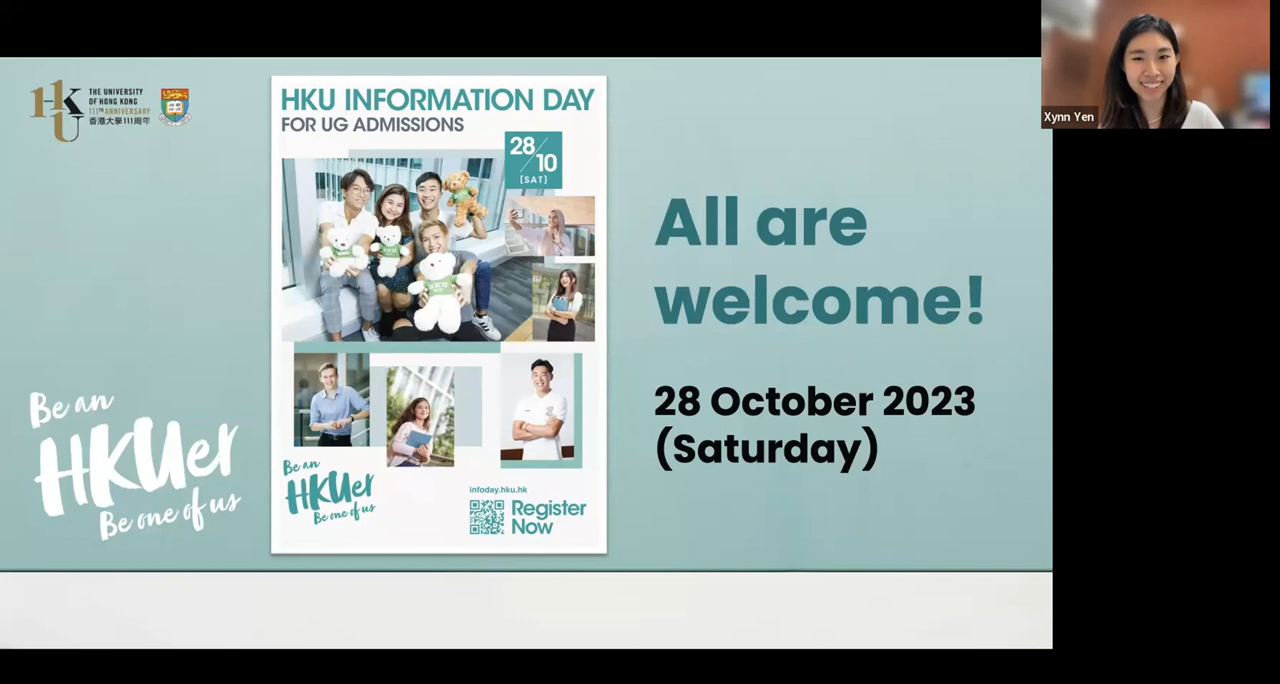 THE UNIVERSITY
OF HONG KONG
111TH ANNIVERSARY
香港大學111周年
HKU INFORMATION DAY
FOR UG ADMISSIONS
28/10
[SAT]
Be an
HKUer
Be one of us
infoday.hku.hk
Register
Now
All are
welcome!
28 October 2023
(Saturday)
Be an
HKUer
Be one of us
Xynn Yen